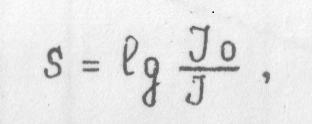 S = lg J0/J ,